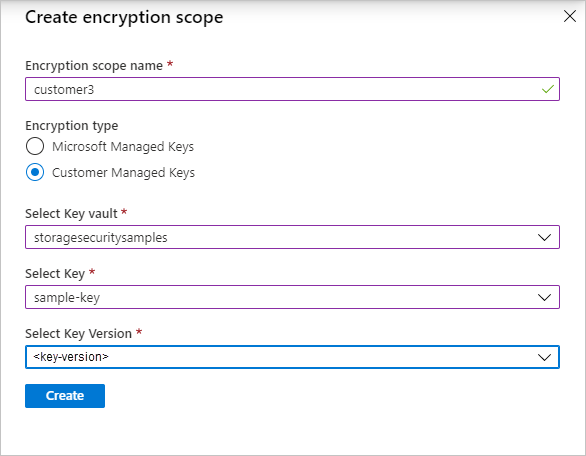 Create encryption scope
Encryption scope name *
customer3
Encryption type
Microsoft Managed Keys
Customer Managed Keys
Select Key vault *
storagesecuritysamples
Select Key *
sample-key
Select Key Version *
<key-version>
Create